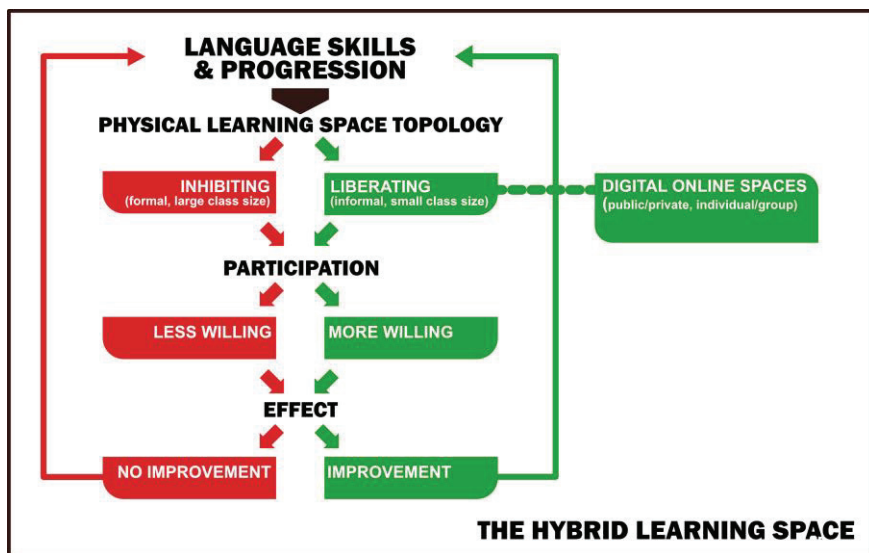 LANGUAGE SKILLS
& PROGRESSION
PHYSICAL LEARNING SPACE TOPOLOGY
INHIBITING
(formal, large class size)
LIBERATING
(informal, small class size)
DIGITAL ONLINE SPACES
(public/private, individual/group)
PARTICIPATION
LESS WILLING
MORE WILLING
EFFECT
NO IMPROVEMENT
IMPROVEMENT
THE HYBRID LEARNING SPACE